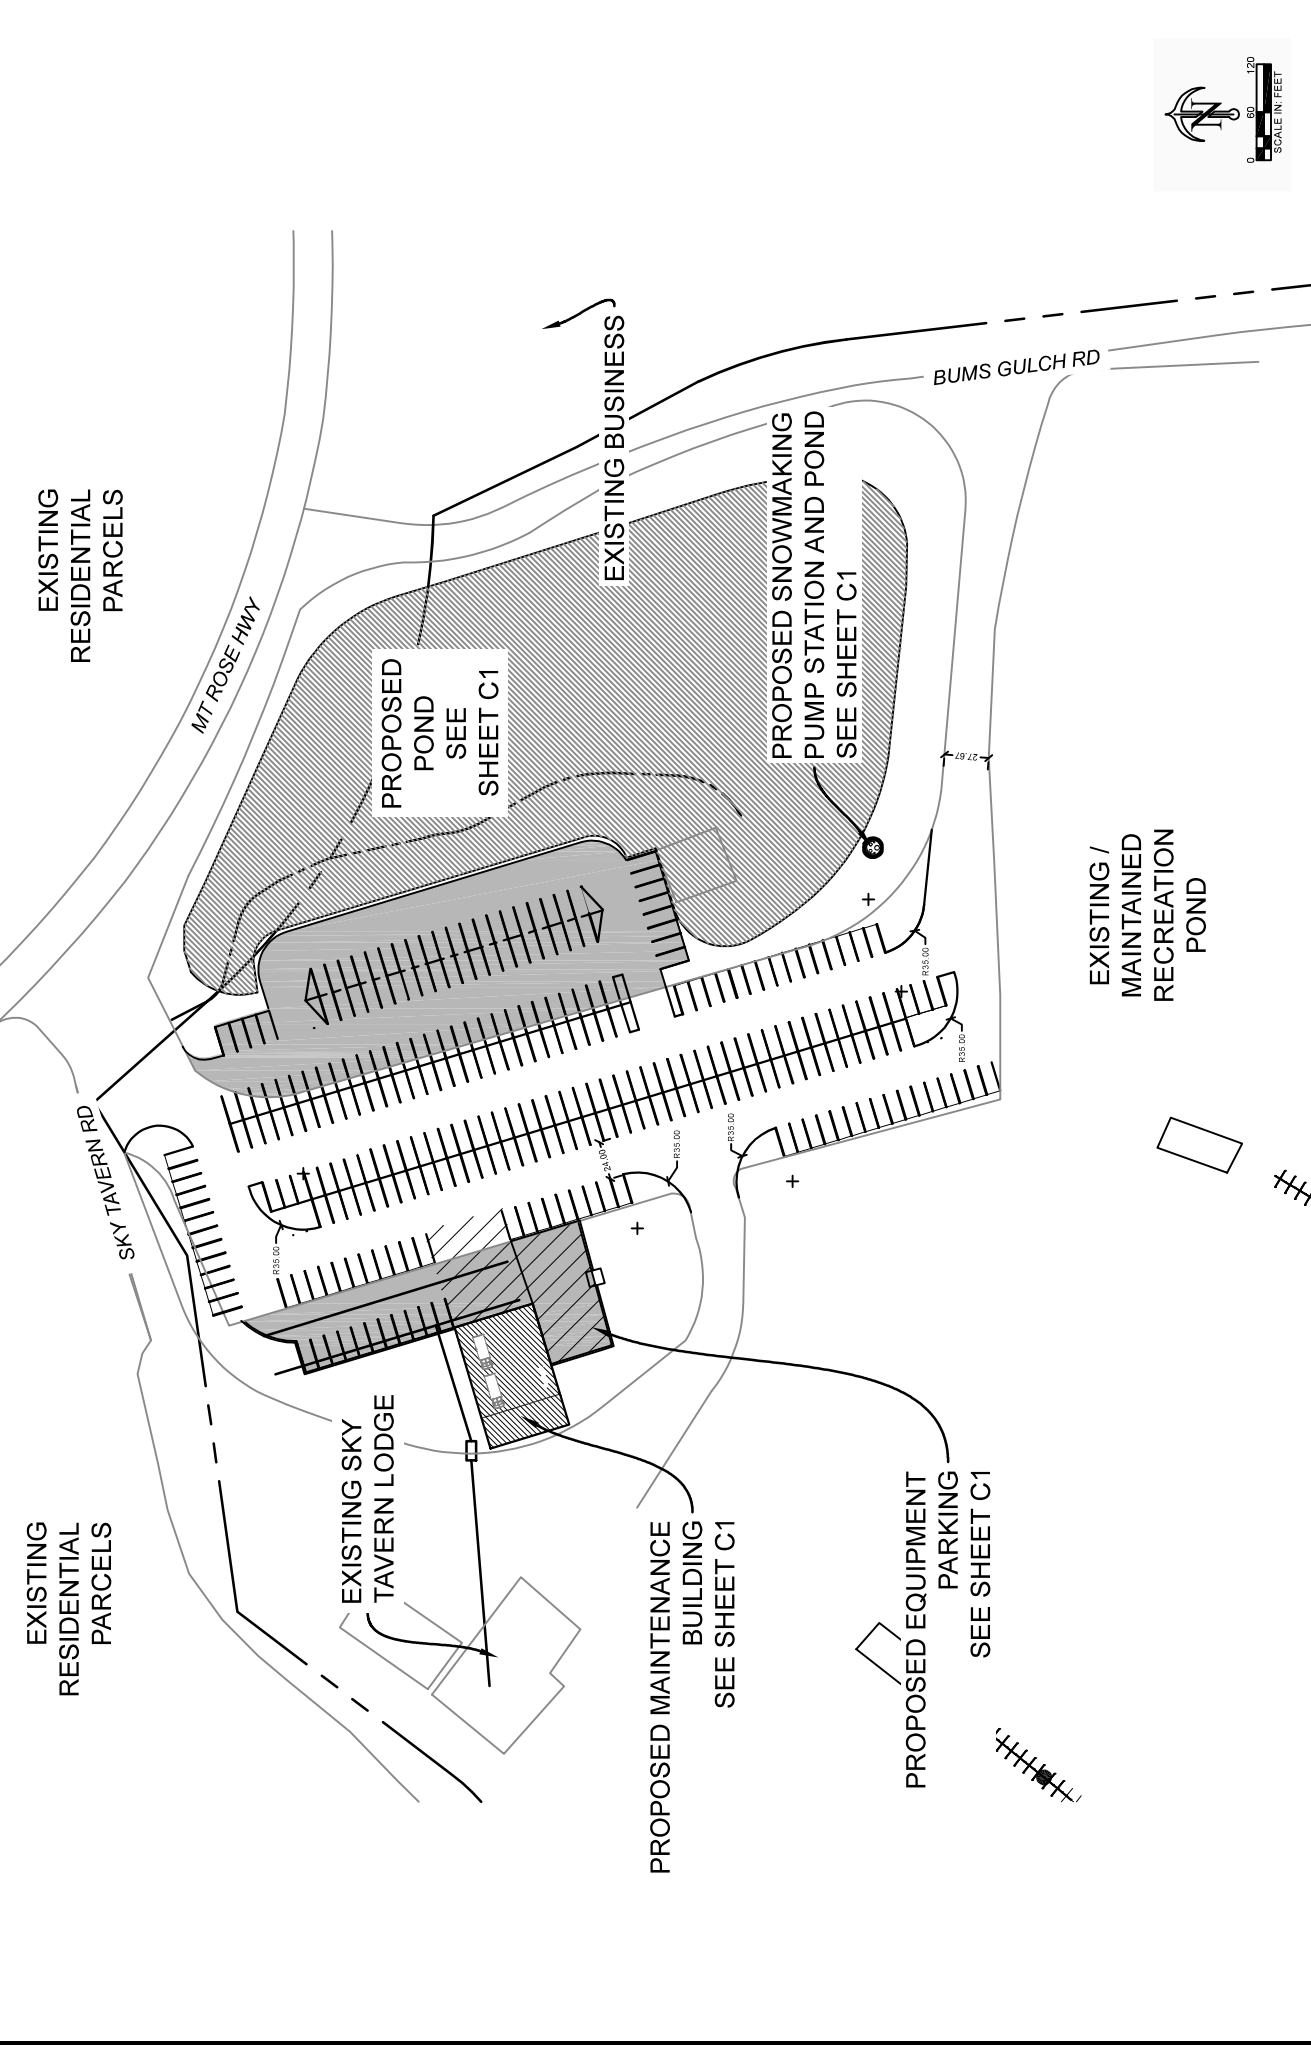 EXISTING
RESIDENTIAL
PARCELS
N
0 60 120
SCALE IN: FEET
MT ROSE HWY
EXISTING BUSINESS
BUMS GULCH RD
PROPOSED
POND
SEE
SHEET C1
PROPOSED SNOWMAKING
PUMP STATION AND POND
SEE SHEET C1
27.67
EXISTING /
MAINTAINED
RECREATION
POND
R35.00
R35.00
R35.00
R35.00
24.00
R35.00
SKY TAVERN RD
EXISTING SKY
TAVERN LODGE
EXISTING
RESIDENTIAL
PARCELS
PROPOSED MAINTENANCE
BUILDING
SEE SHEET C1
PROPOSED EQUIPMENT
PARKING
SEE SHEET C1